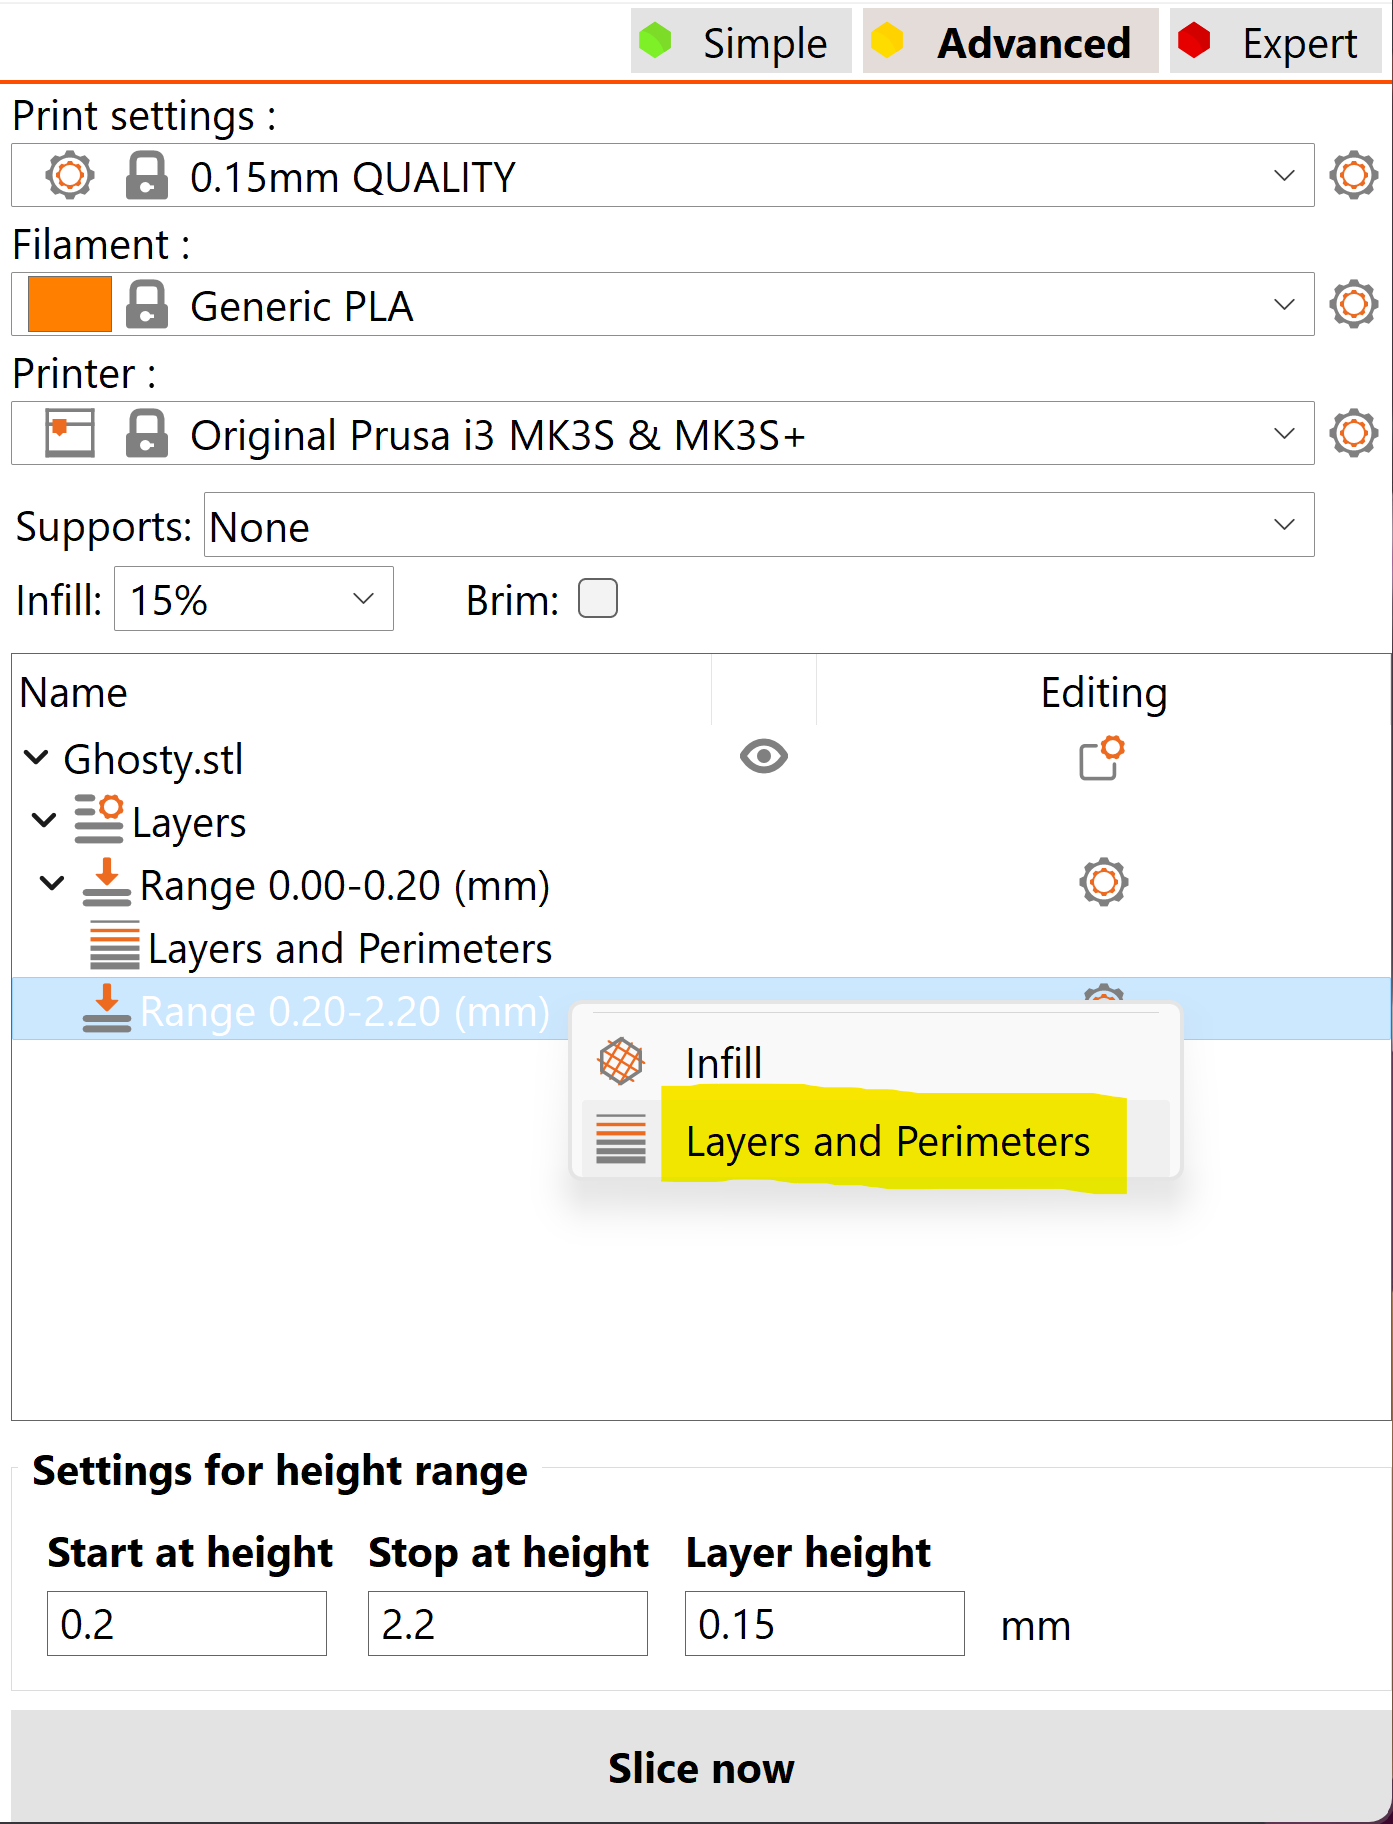 Simple Advanced Expert
Print settings :
0.15mm QUALITY
Filament :
Generic PLA
Printer :
Original Prusa i3 MK3S & MK3S+
Supports: None
Infill: 15% Brim:
Name Editing
Ghosty.stl
Layers
Range 0.00-0.20 (mm)
Layers and Perimeters
Range 0.20-2.20 (mm)
Infill
Layers and Perimeters
Settings for height range
Start at height Stop at height Layer height
0.2 2.2 0.15 mm
Slice now